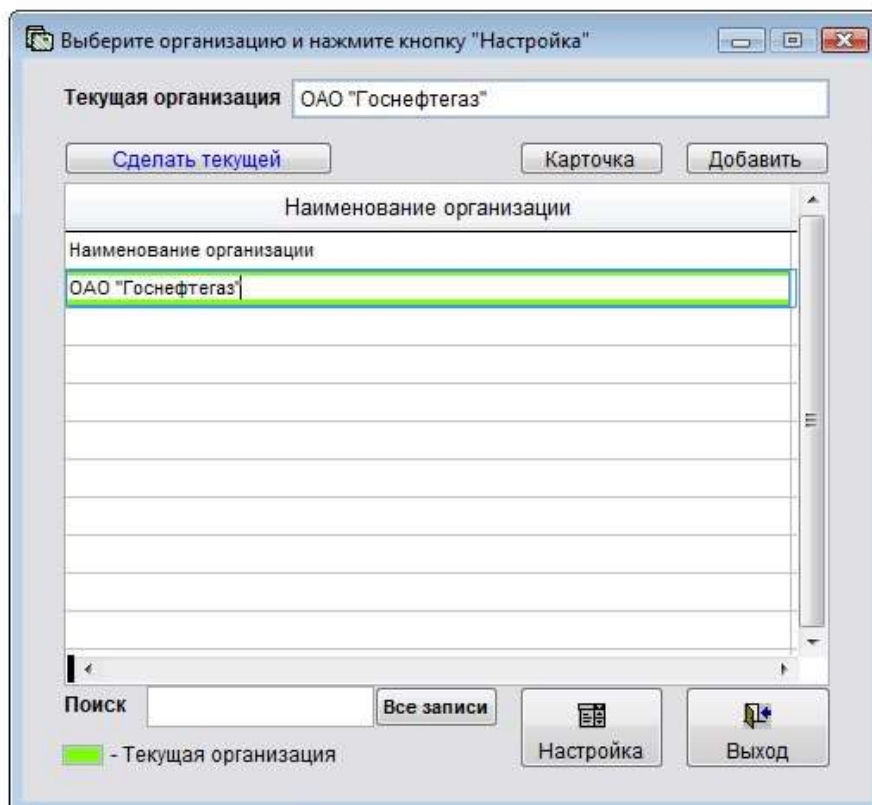 Выберите организацию и нажмите кнопку "Настройка"
Текущая организация ОАО "Госнефтегаз"
Сделать текущей Карточка Добавить
Наименование организации
Наименование организации
ОАО "Госнефтегаз"
Поиск Все записи
Настройка Выход
- Текущая организация